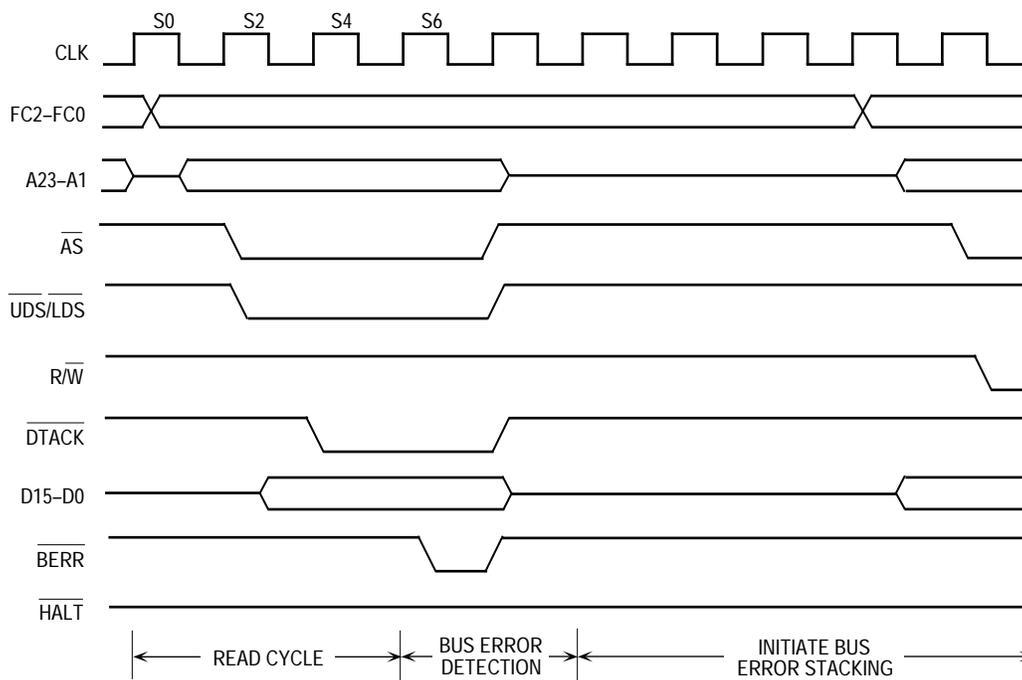 S0 S2 S4 S6
CLK
FC2–FC0
A23–A1
AS
UDS/LDS
R/W
DTACK
D15–D0
BERR
HALT
READ CYCLE
BUS ERROR
DETECTION
INITIATE BUS
ERROR STACKING